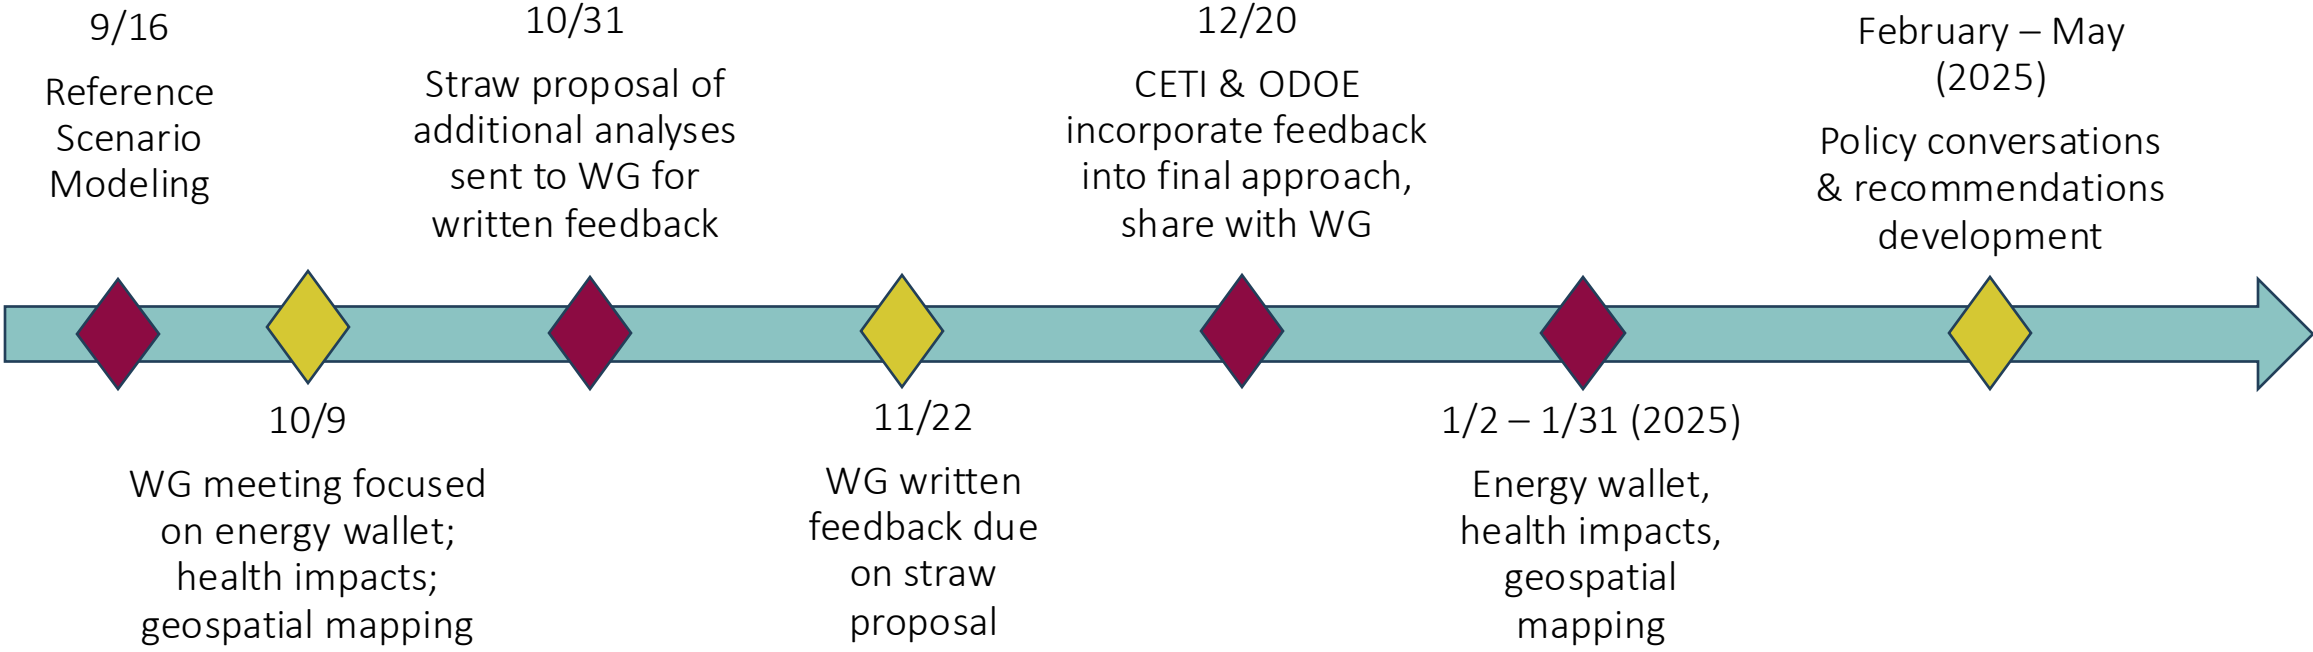 9/16
Reference
Scenario
Modeling
10/9
WG meeting focused
on energy wallet;
health impacts;
geospatial mapping
10/31
Straw proposal of
additional analyses
sent to WG for
written feedback
11/22
WG written
feedback due
on straw
proposal
12/20
CETI & ODOE
incorporate feedback
into final approach,
share with WG
1/2 – 1/31 (2025)
Energy wallet,
health impacts,
geospatial
mapping
February – May
(2025)
Policy conversations
& recommendations
development